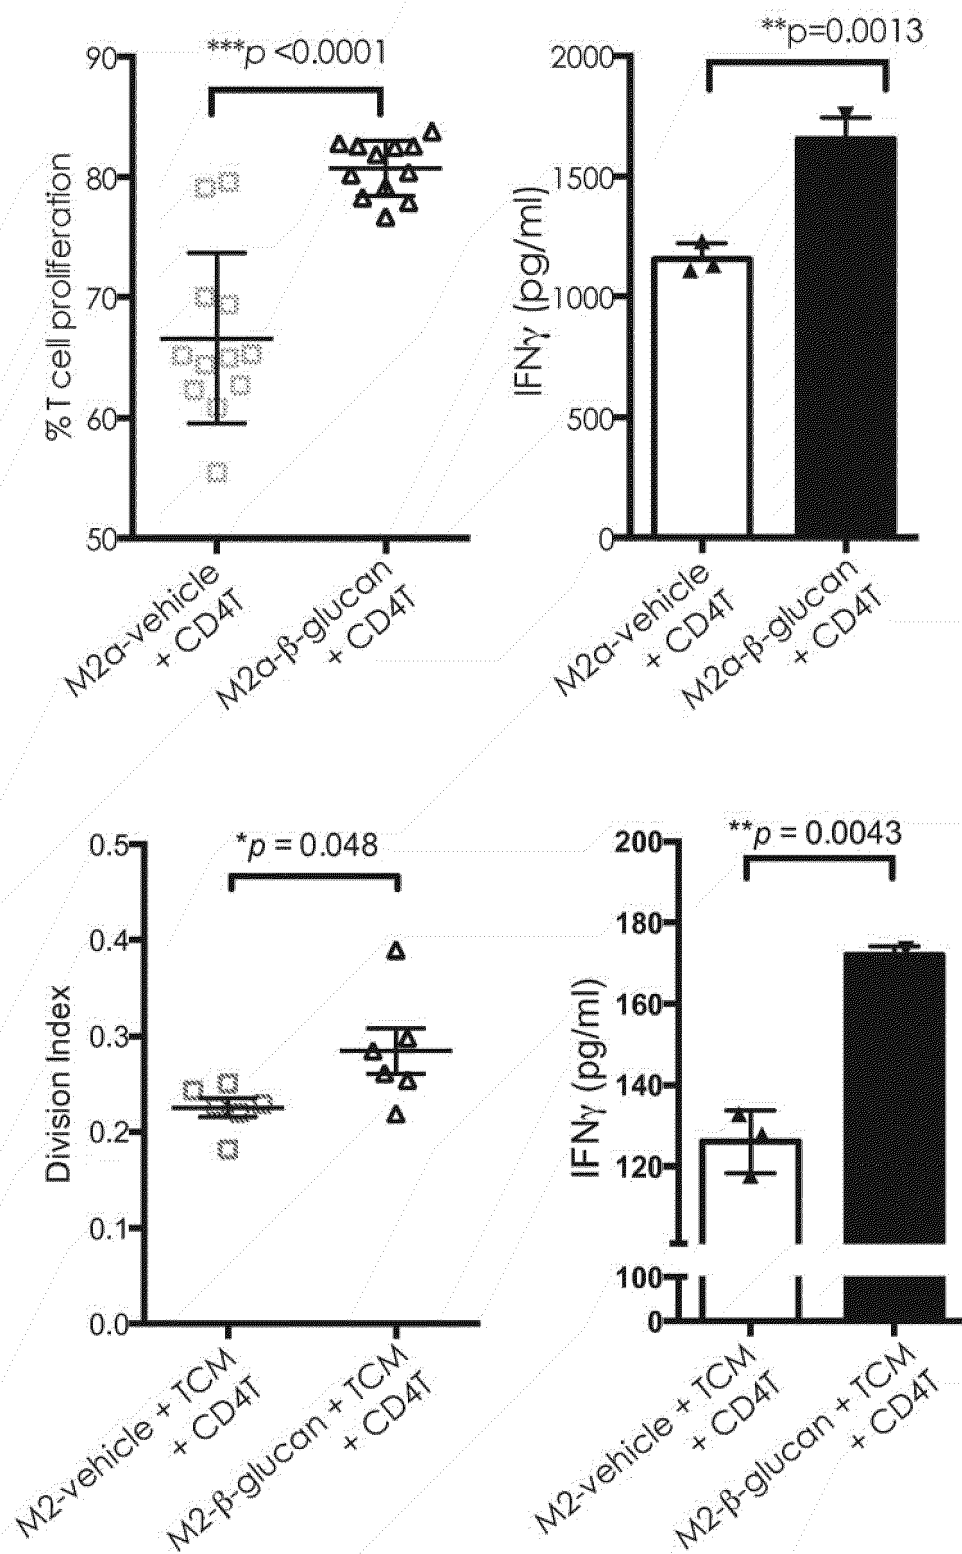 ***p <0.0001
90
80
70
60
50
% T cell proliferation
M2a-vehicle
+ CD4T
M2a-β-glucan
+ CD4T
**p=0.0013
2000
1500
1000
500
0
IFNγ (pg/ml)
M2a-vehicle
+ CD4T
M2a-β-glucan
+ CD4T
*p = 0.048
0.5
0.4
0.3
0.2
0.1
0.0
Division Index
M2-vehicle + TCM
+ CD4T
M2-β-glucan + TCM
+ CD4T
**p = 0.0043
200
180
160
140
120
100
0
IFNγ (pg/ml)
M2-vehicle + TCM
+ CD4T
M2-β-glucan + TCM
+ CD4T